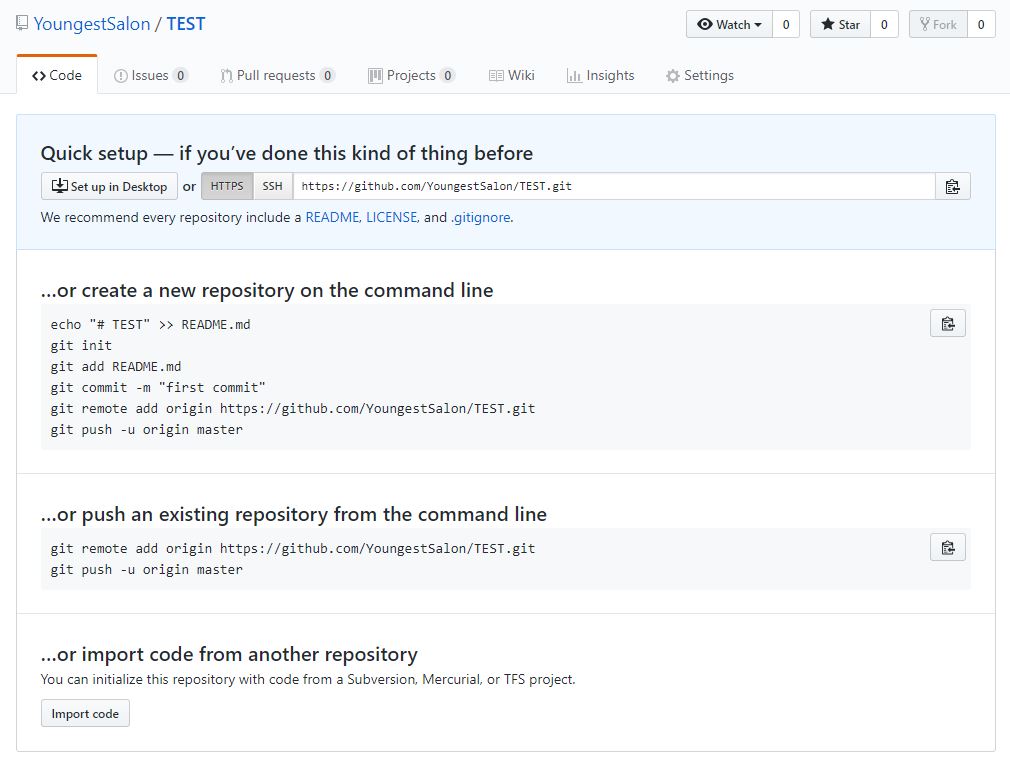 YoungestSalon / TEST
Watch 0 Star 0 Fork 0
Code Issues 0 Pull requests 0 Projects 0 Wiki Insights Settings
Quick setup — if you’ve done this kind of thing before
Set up in Desktop or HTTPS SSH https://github.com/YoungestSalon/TEST.git
We recommend every repository include a README, LICENSE, and .gitignore.
…or create a new repository on the command line
echo "# TEST" >> README.md
git init
git add README.md
git commit -m "first commit"
git remote add origin https://github.com/YoungestSalon/TEST.git
git push -u origin master
…or push an existing repository from the command line
git remote add origin https://github.com/YoungestSalon/TEST.git
git push -u origin master
…or import code from another repository
You can initialize this repository with code from a Subversion, Mercurial, or TFS project.
Import code